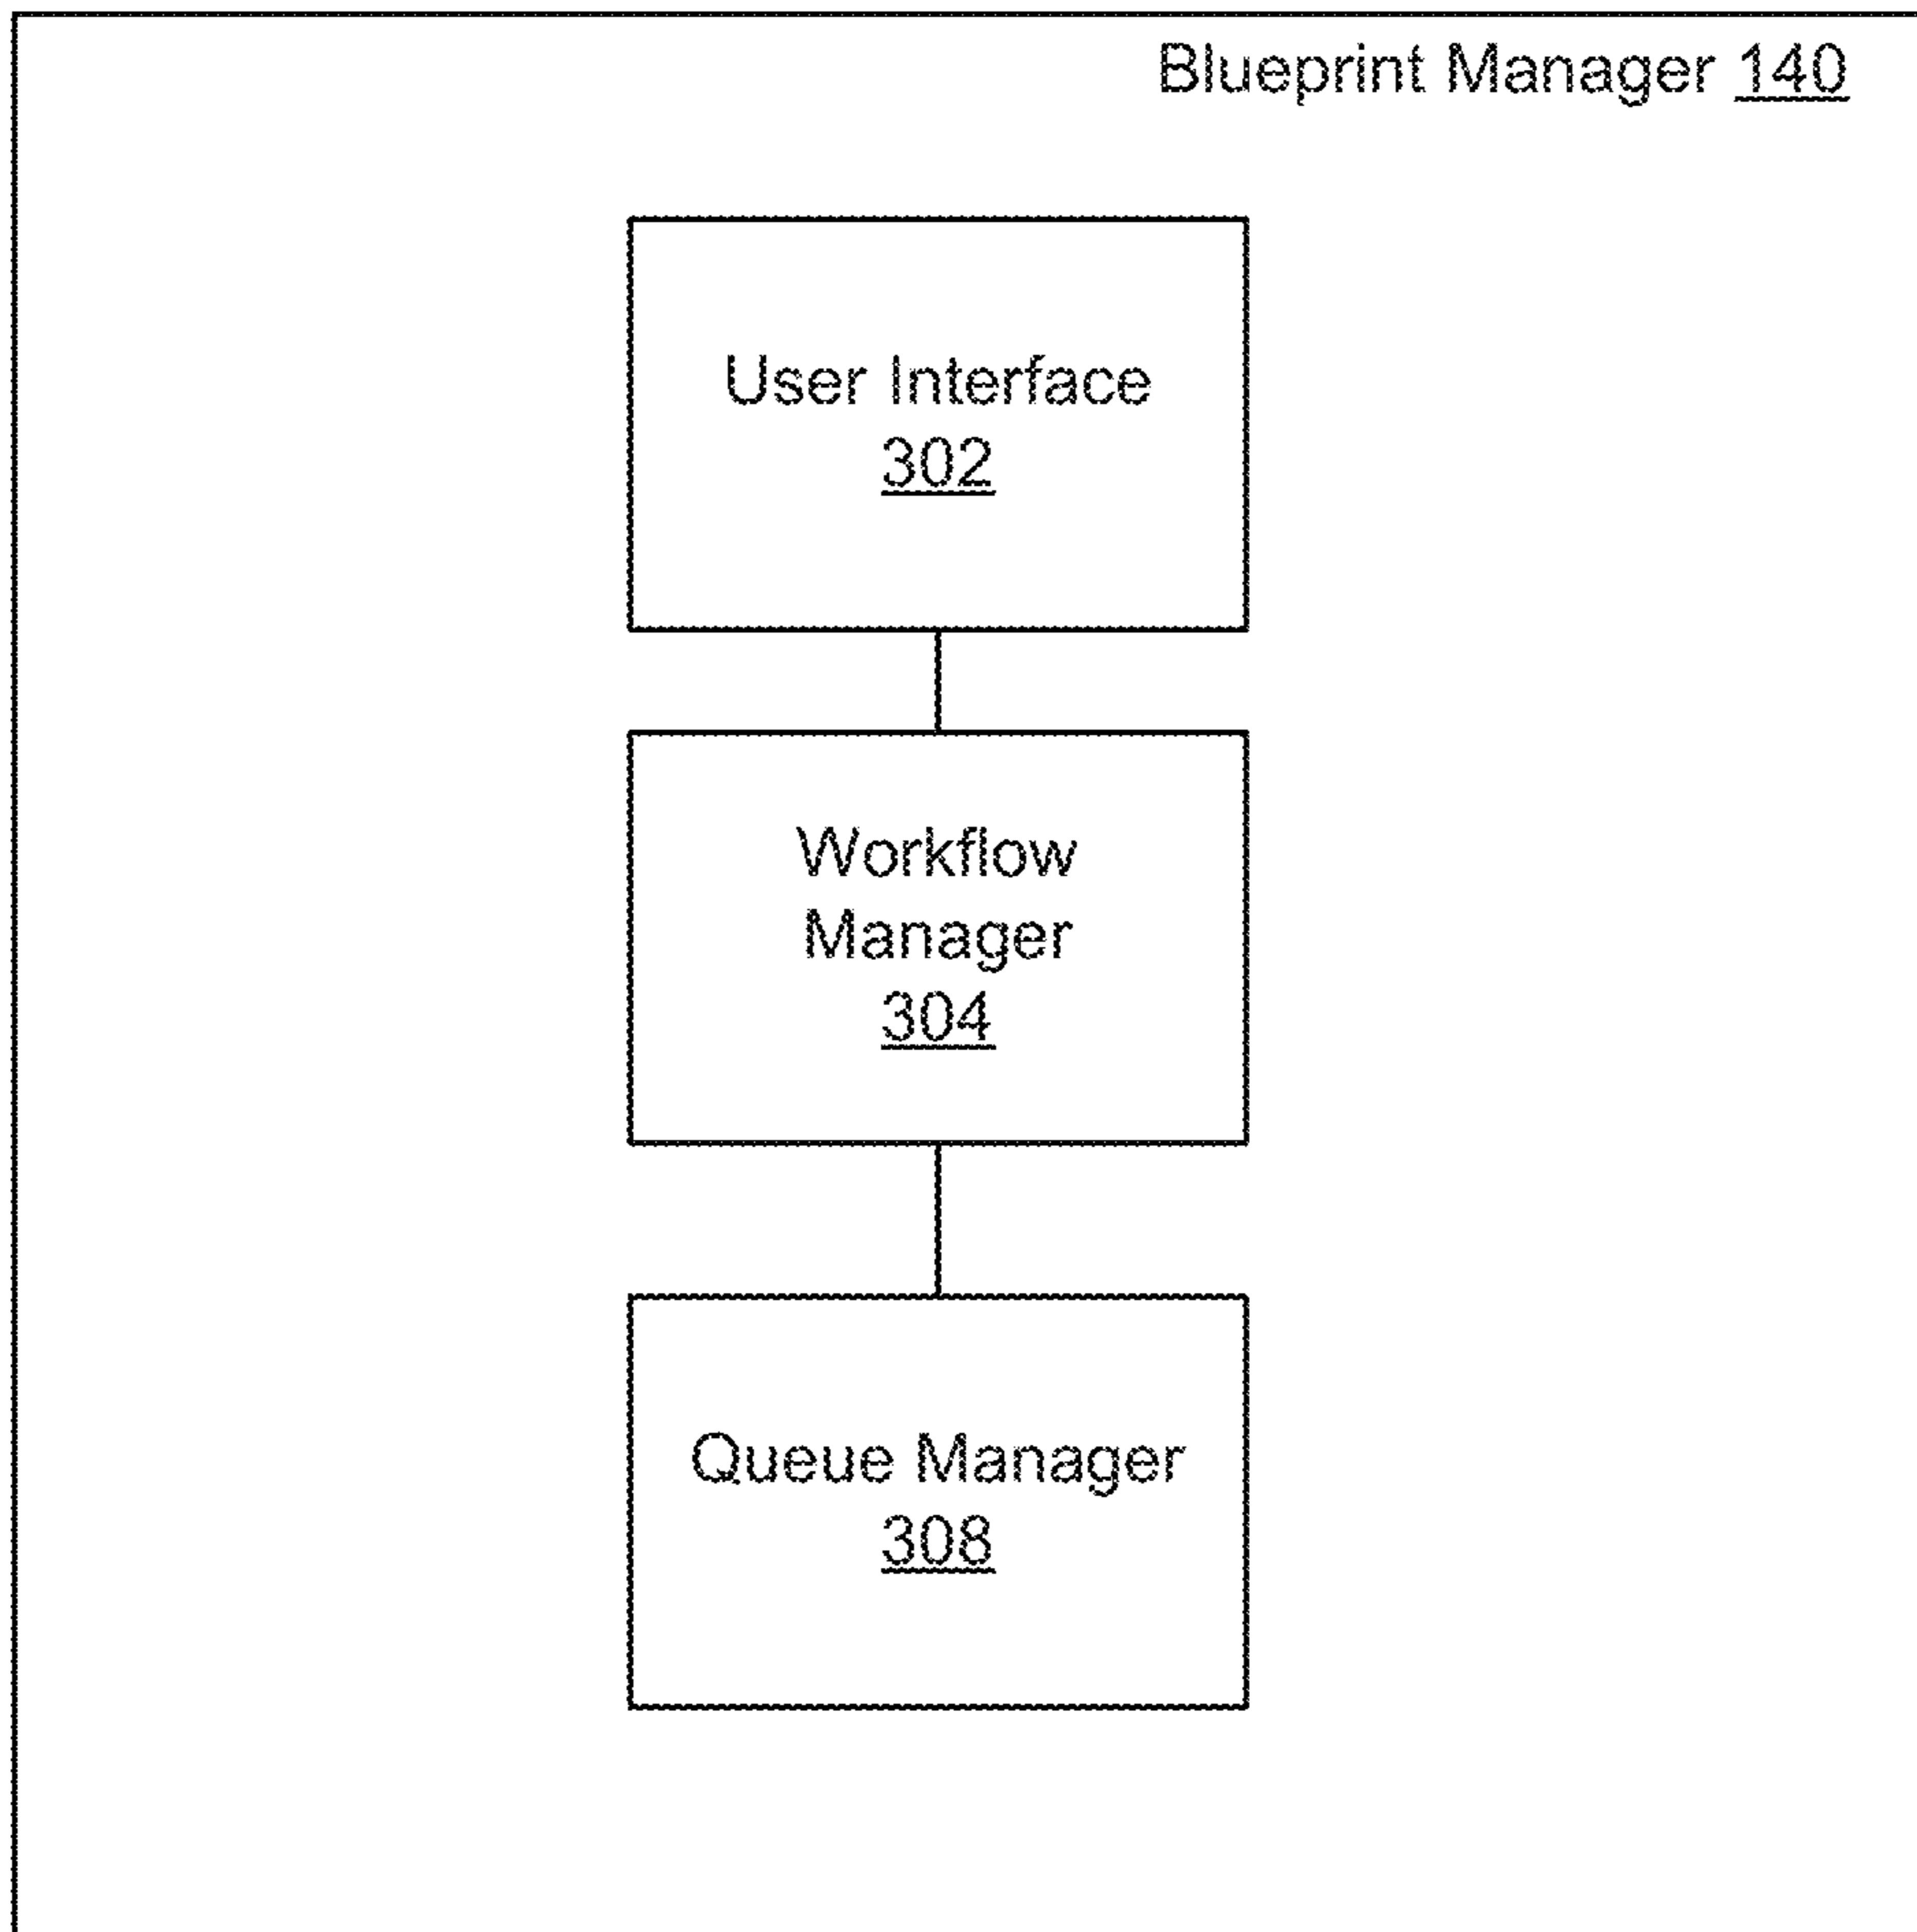 Blueprint Manager 140
User Interface
302
Workflow
Manager
304
Queue Manager
308